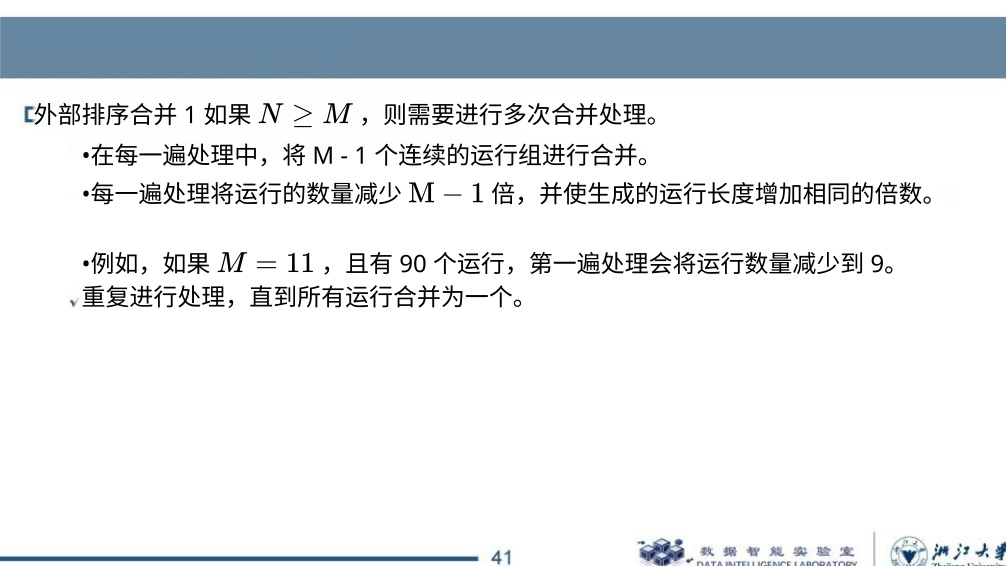 外部排序合并 1 如果 N ≥ M ，则需要进行多次合并处理。
•在每一遍处理中，将 M - 1 个连续的运行组进行合并。
•每一遍处理将运行的数量减少 M − 1 倍，并使生成的运行长度增加相同的倍数。
•例如，如果 M = 11 ，且有 90 个运行，第一遍处理会将运行数量减少到 9。
重复进行处理，直到所有运行合并为一个。
41
数据智能实验室
DATA INTELLIGENCE LABORATORY
浙江大学
Zhejiang University